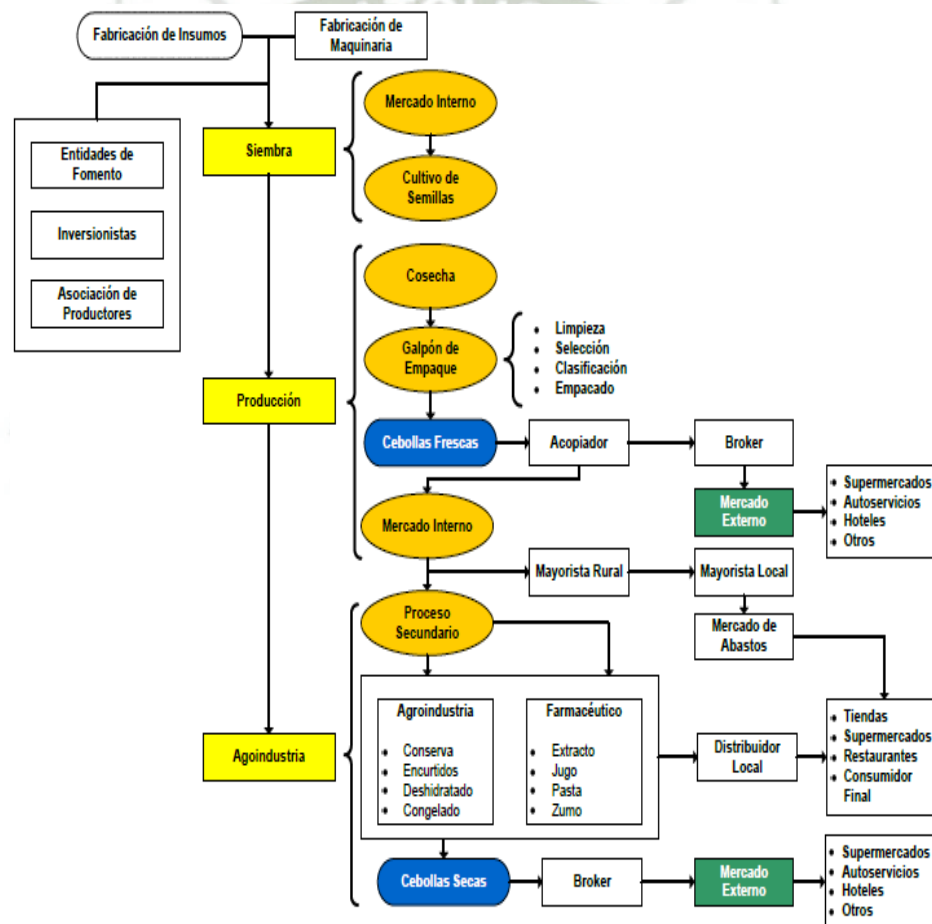 Fabricación de Insumos
Fabricación de
Maquinaria
Entidades de
Fomento
Inversionistas
Asociación de
Productores
Siembra
Mercado Interno
Cultivo de
Semillas
Producción
Cosecha
Galpón de
Empaque
• Limpieza
• Selección
• Clasificación
• Empacado
Cebollas Frescas
Acopiador
Broker
Mercado
Externo
• Supermercados
• Autoservicios
• Hoteles
• Otros
Mercado Interno
Mayorista Rural
Mayorista Local
Mercado de
Abastos
Proceso
Secundario
Agoindustria
Agroindustria
• Conserva
• Encurtidos
• Deshidratado
• Congelado
Farmacéutico
• Extracto
• Jugo
• Pasta
• Zumo
Distribuidor
Local
• Tiendas
• Supermercados
• Restaurantes
• Consumidor
Final
Cebollas Secas
Broker
Mercado
Externo
• Supermercados
• Autoservicios
• Hoteles
• Otros